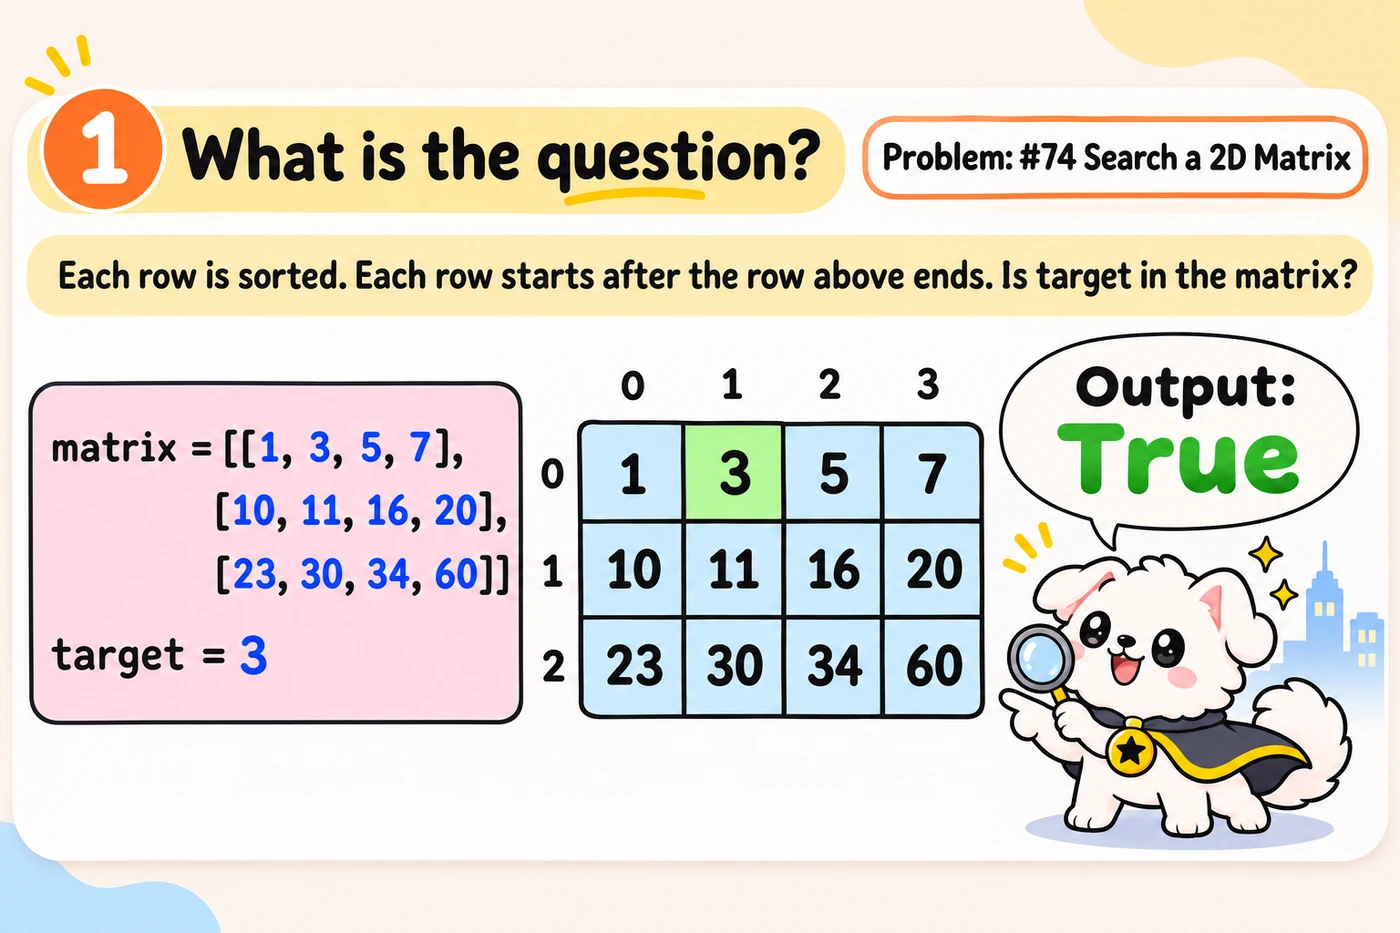 1
What is the question?
Problem: #74 Search a 2D Matrix
Each row is sorted. Each row starts after the row above ends. Is target in the matrix?
matrix = [[1, 3, 5, 7],
[10, 11, 16, 20],
[23, 30, 34, 60]]
target = 3
0 1 2 3
0 1 3 5 7
1 10 11 16 20
2 23 30 34 60
Output:
True